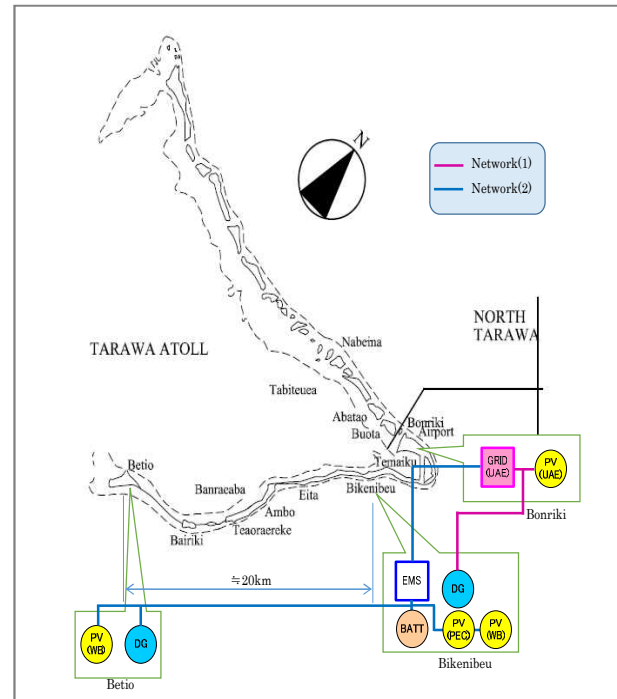 N
Network(1)
Network(2)
NORTH
TARAWA
TARAWA ATOLL
Nabeina
Tabiteuea
Abatao
Bonriki
Buota
Airport
Temaiku
GRID
(UAE)
PV
(UAE)
Betio
Banraeaba
Eita
Bikenibeu
Ambo
Teaoraereke
Bairiki
Bonriki
≒20km
EMS
DG
PV
(WB)
DG
BATT
PV
(PEC)
PV
(WB)
Betio
Bikenibeu